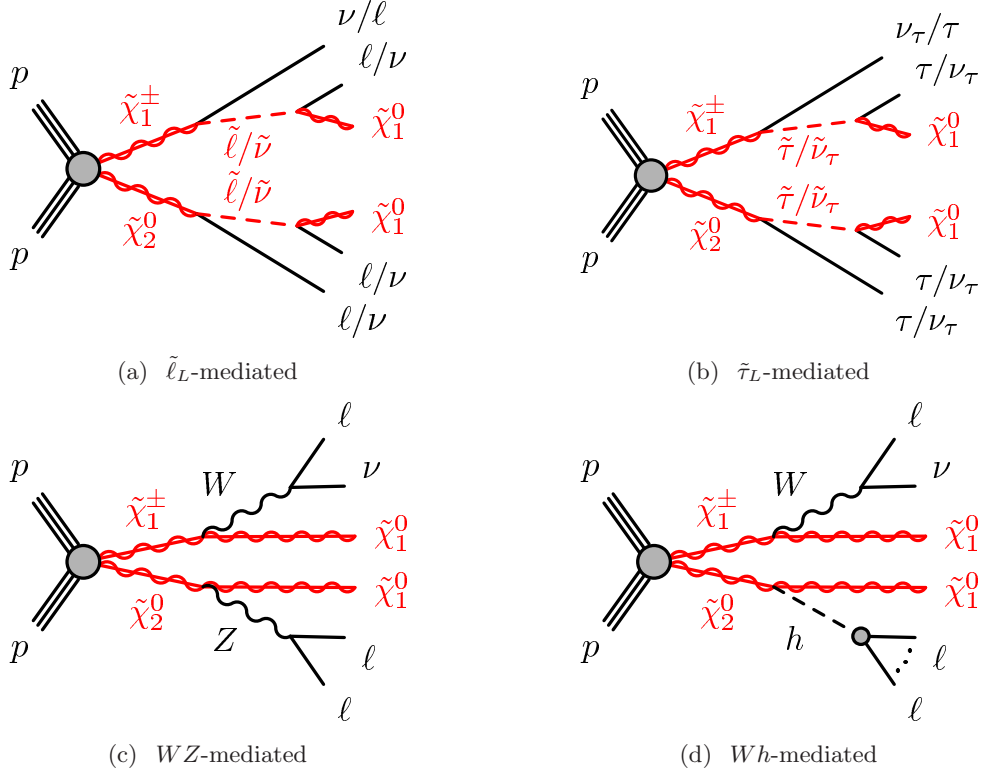 ν/ℓ
ℓ/ν
p
χ̃₁±
χ̃₁⁰
ℓ̃/ν̃
ℓ̃/ν̃
χ̃₂⁰
χ̃₁⁰
p
ℓ/ν
ℓ/ν
(a) ℓ̃_L-mediated
ν_τ/τ
τ/ν_τ
p
χ̃₁±
χ̃₁⁰
τ̃/ν̃_τ
τ̃/ν̃_τ
χ̃₂⁰
χ̃₁⁰
p
τ/ν_τ
τ/ν_τ
(b) τ̃_L-mediated
ℓ
p
W
ν
χ̃₁±
χ̃₁⁰
χ̃₁⁰
χ̃₂⁰
p
Z
ℓ
ℓ
(c) WZ-mediated
ℓ
p
W
ν
χ̃₁±
χ̃₁⁰
χ̃₁⁰
χ̃₂⁰
p
h
ℓ
ℓ
(d) Wh-mediated